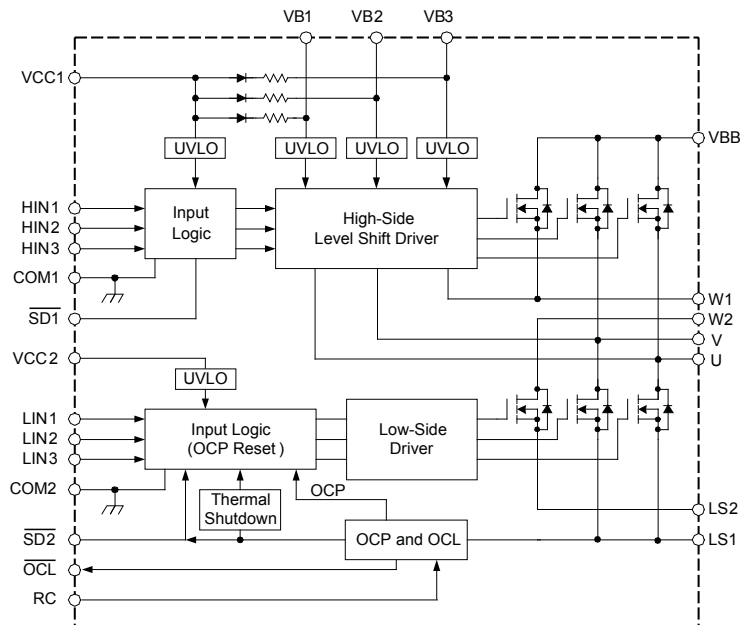 VB1 VB2 VB3
VCC1
UVLO UVLO UVLO UVLO
VBB
HIN1
HIN2
HIN3
Input
Logic
High-Side
Level Shift Driver
COM1
SD1
W1
W2
V
U
VCC2
UVLO
LIN1
LIN2
LIN3
Input Logic
(OCP Reset)
Low-Side
Driver
COM2
OCP
Thermal
Shutdown
LS2
SD2
OCP and OCL
LS1
OCL
RC